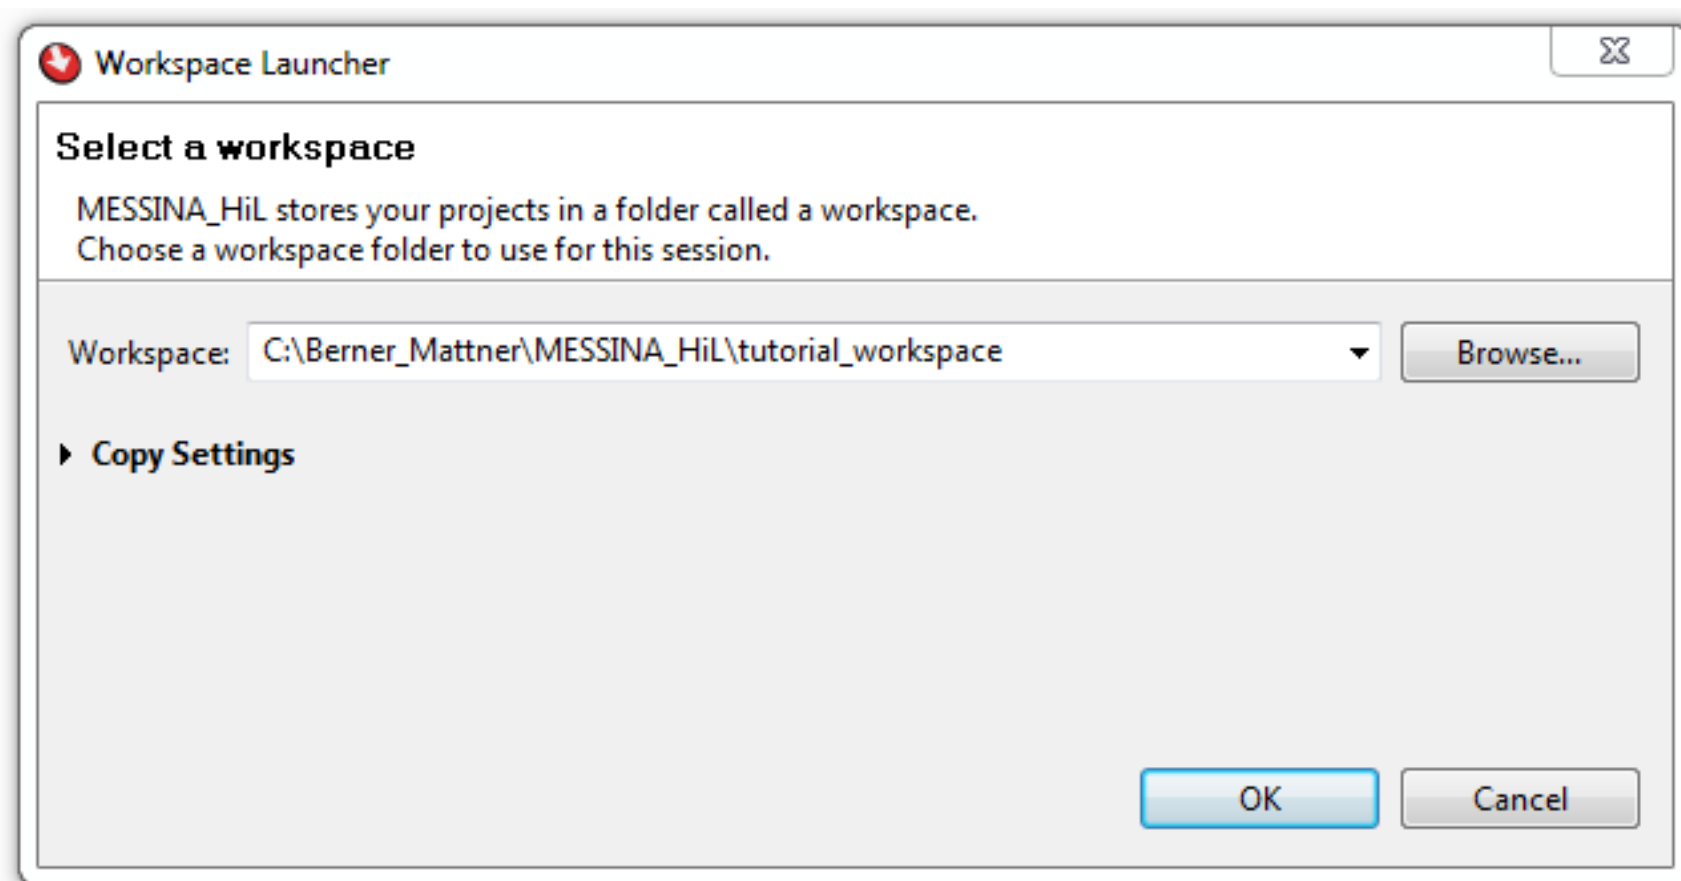 Workspace Launcher
Select a workspace
MESSINA_HiL stores your projects in a folder called a workspace.
Choose a workspace folder to use for this session.
Workspace: C:\Berner_Mattner\MESSINA_HiL\tutorial_workspace Browse...
Copy Settings
OK Cancel